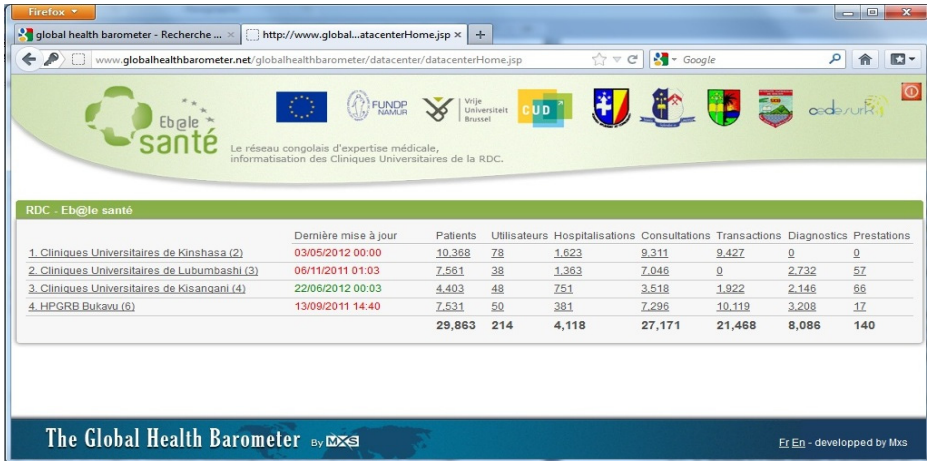 Firefox
global health barometer - Recherche ...
http://www.global...atacenterHome.jsp
www.globalhealthbarometer.net/globalhealthbarometer/datacenter/datacenterHome.jsp
Google
Eb@le santé
FUNDP NAMUR
Vrije Universiteit Brussel
CUD
cedesurk
Le réseau congolais d'expertise médicale,
informatisation des Cliniques Universitaires de la RDC.
RDC - Eb@le santé
Dernière mise à jour Patients Utilisateurs Hospitalisations Consultations Transactions Diagnostics Prestations
1. Cliniques Universitaires de Kinshasa (2) 03/05/2012 00:00 10,368 78 1,623 9,311 9,427 0 0
2. Cliniques Universitaires de Lubumbashi (3) 06/11/2011 01:03 7,561 38 1,363 7,046 0 2,732 57
3. Cliniques Universitaires de Kisangani (4) 22/06/2012 00:03 4,403 48 751 3,518 1,922 2,146 66
4. HPGRB Bukavu (6) 13/09/2011 14:40 7,531 50 381 7,296 10,119 3,208 17
29,863 214 4,118 27,171 21,468 8,086 140
The Global Health Barometer By MXS
Fr En - developped by Mxs